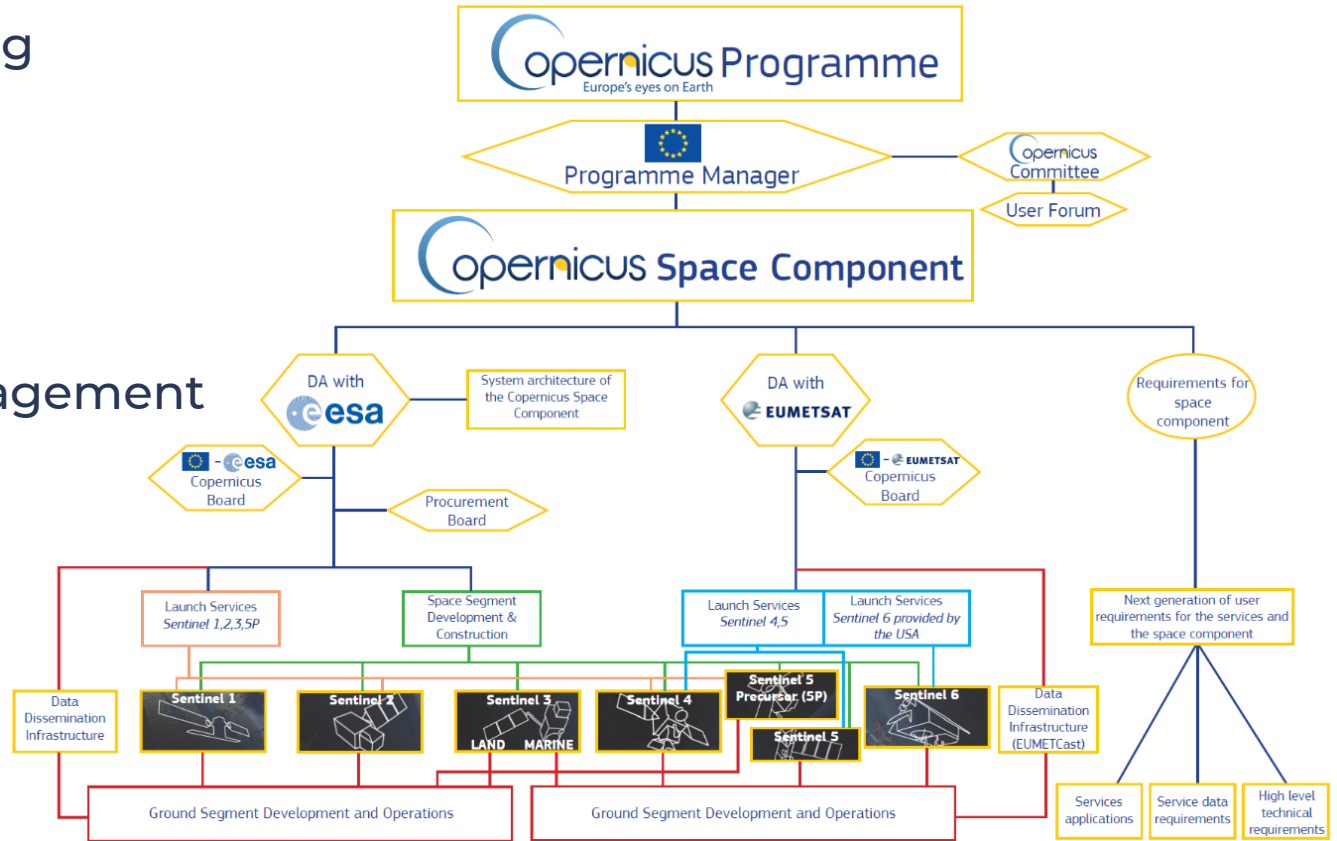 g
Copernicus Programme
Europe's eyes on Earth
Programme Manager
Copernicus
Committee
User Forum
Copernicus Space Component
agement
DA with
esa
System architecture of
the Copernicus Space
Component
DA with
EUMETSAT
Requirements for
space
component
- esa
Copernicus
Board
Procurement
Board
- EUMETSAT
Copernicus
Board
Launch Services
Sentinel 1,2,3,5P
Space Segment
Development &
Construction
Launch Services
Sentinel 4,5
Launch Services
Sentinel 6 provided by
the USA
Next generation of user
requirements for the services and
the space component
Data
Dissemination
Infrastructure
Sentinel 1
Sentinel 2
Sentinel 3
LAND MARINE
Sentinel 4
Sentinel 5
Precursor (5P)
Sentinel 5
Sentinel 6
Data
Dissemination
Infrastructure
(EUMETCast)
Ground Segment Development and Operations
Ground Segment Development and Operations
Services
applications
Service data
requirements
High level
technical
requirements